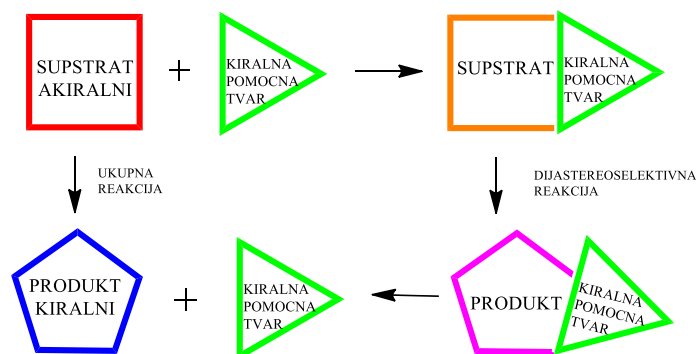 SUPSTRAT
AKIRALNI
+
KIRALNA
POMOCNA
TVAR
SUPSTRAT
KIRALNA
POMOCNA
TVAR
UKUPNA
REAKCIJA
DIJASTEREOSELEKTIVNA
REAKCIJA
PRODUKT
KIRALNI
+
KIRALNA
POMOCNA
TVAR
PRODUKT
KIRALNA
POMOCNA
TVAR